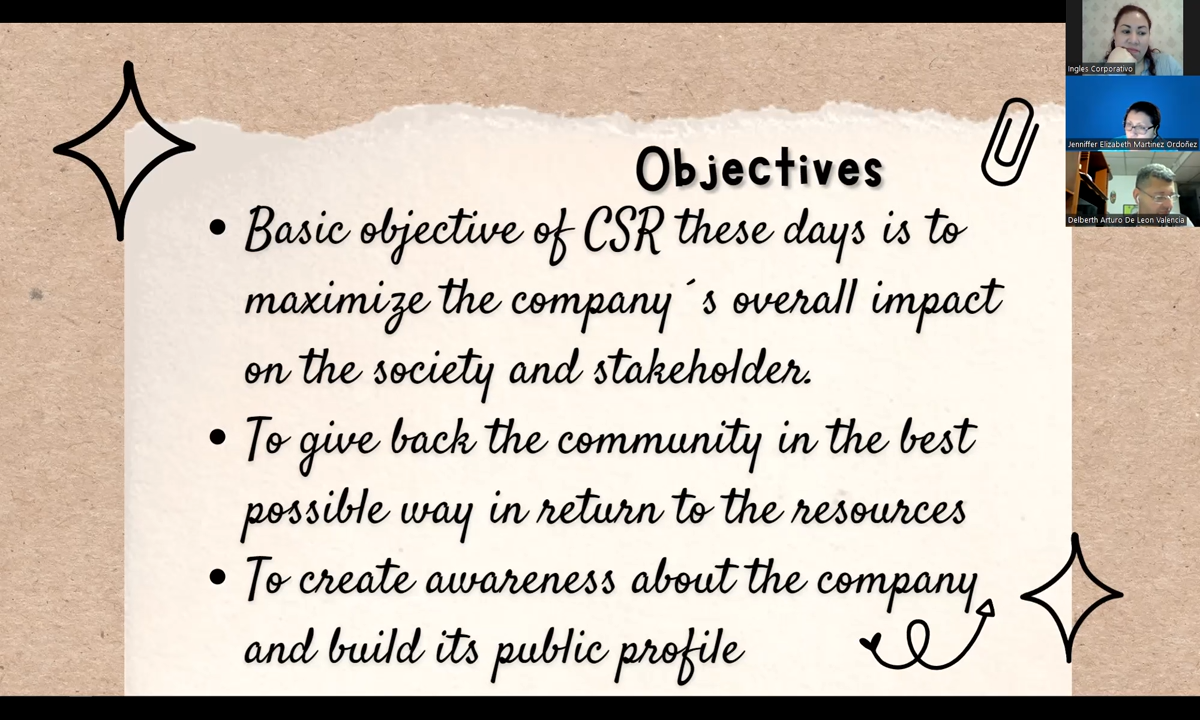 Objectives
• Basic objective of CSR these days is to
maximize the company´s overall impact
on the society and stakeholder.
• To give back the community in the best
possible way in return to the resources
• To create awareness about the company
and build its public profile
Ingles Corporativo
Jenniffer Elizabeth Martinez Ordoñez
Delberth Arturo De Leon Valencia